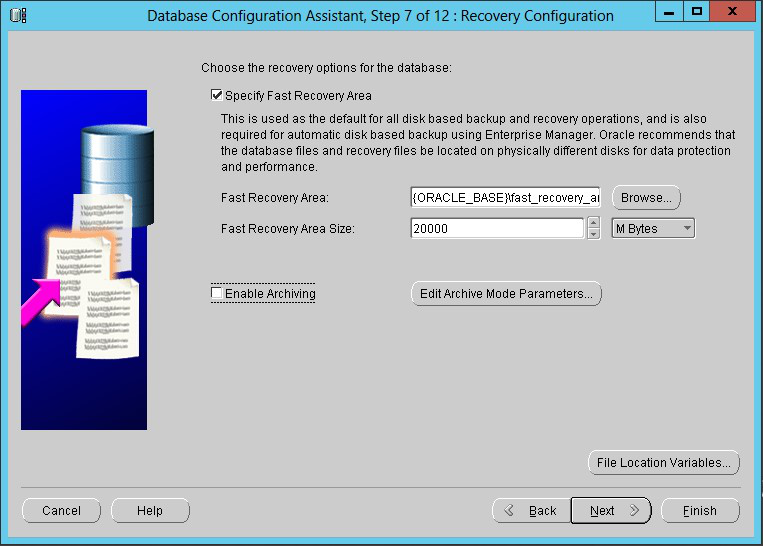 Database Configuration Assistant, Step 7 of 12 : Recovery Configuration
Choose the recovery options for the database:
Specify Fast Recovery Area
This is used as the default for all disk based backup and recovery operations, and is also
required for automatic disk based backup using Enterprise Manager. Oracle recommends that
the database files and recovery files be located on physically different disks for data protection
and performance.
Fast Recovery Area: {ORACLE_BASE}\fast_recovery_ar Browse...
Fast Recovery Area Size: 20000 M Bytes
Enable Archiving Edit Archive Mode Parameters...
File Location Variables...
Cancel Help Back Next Finish